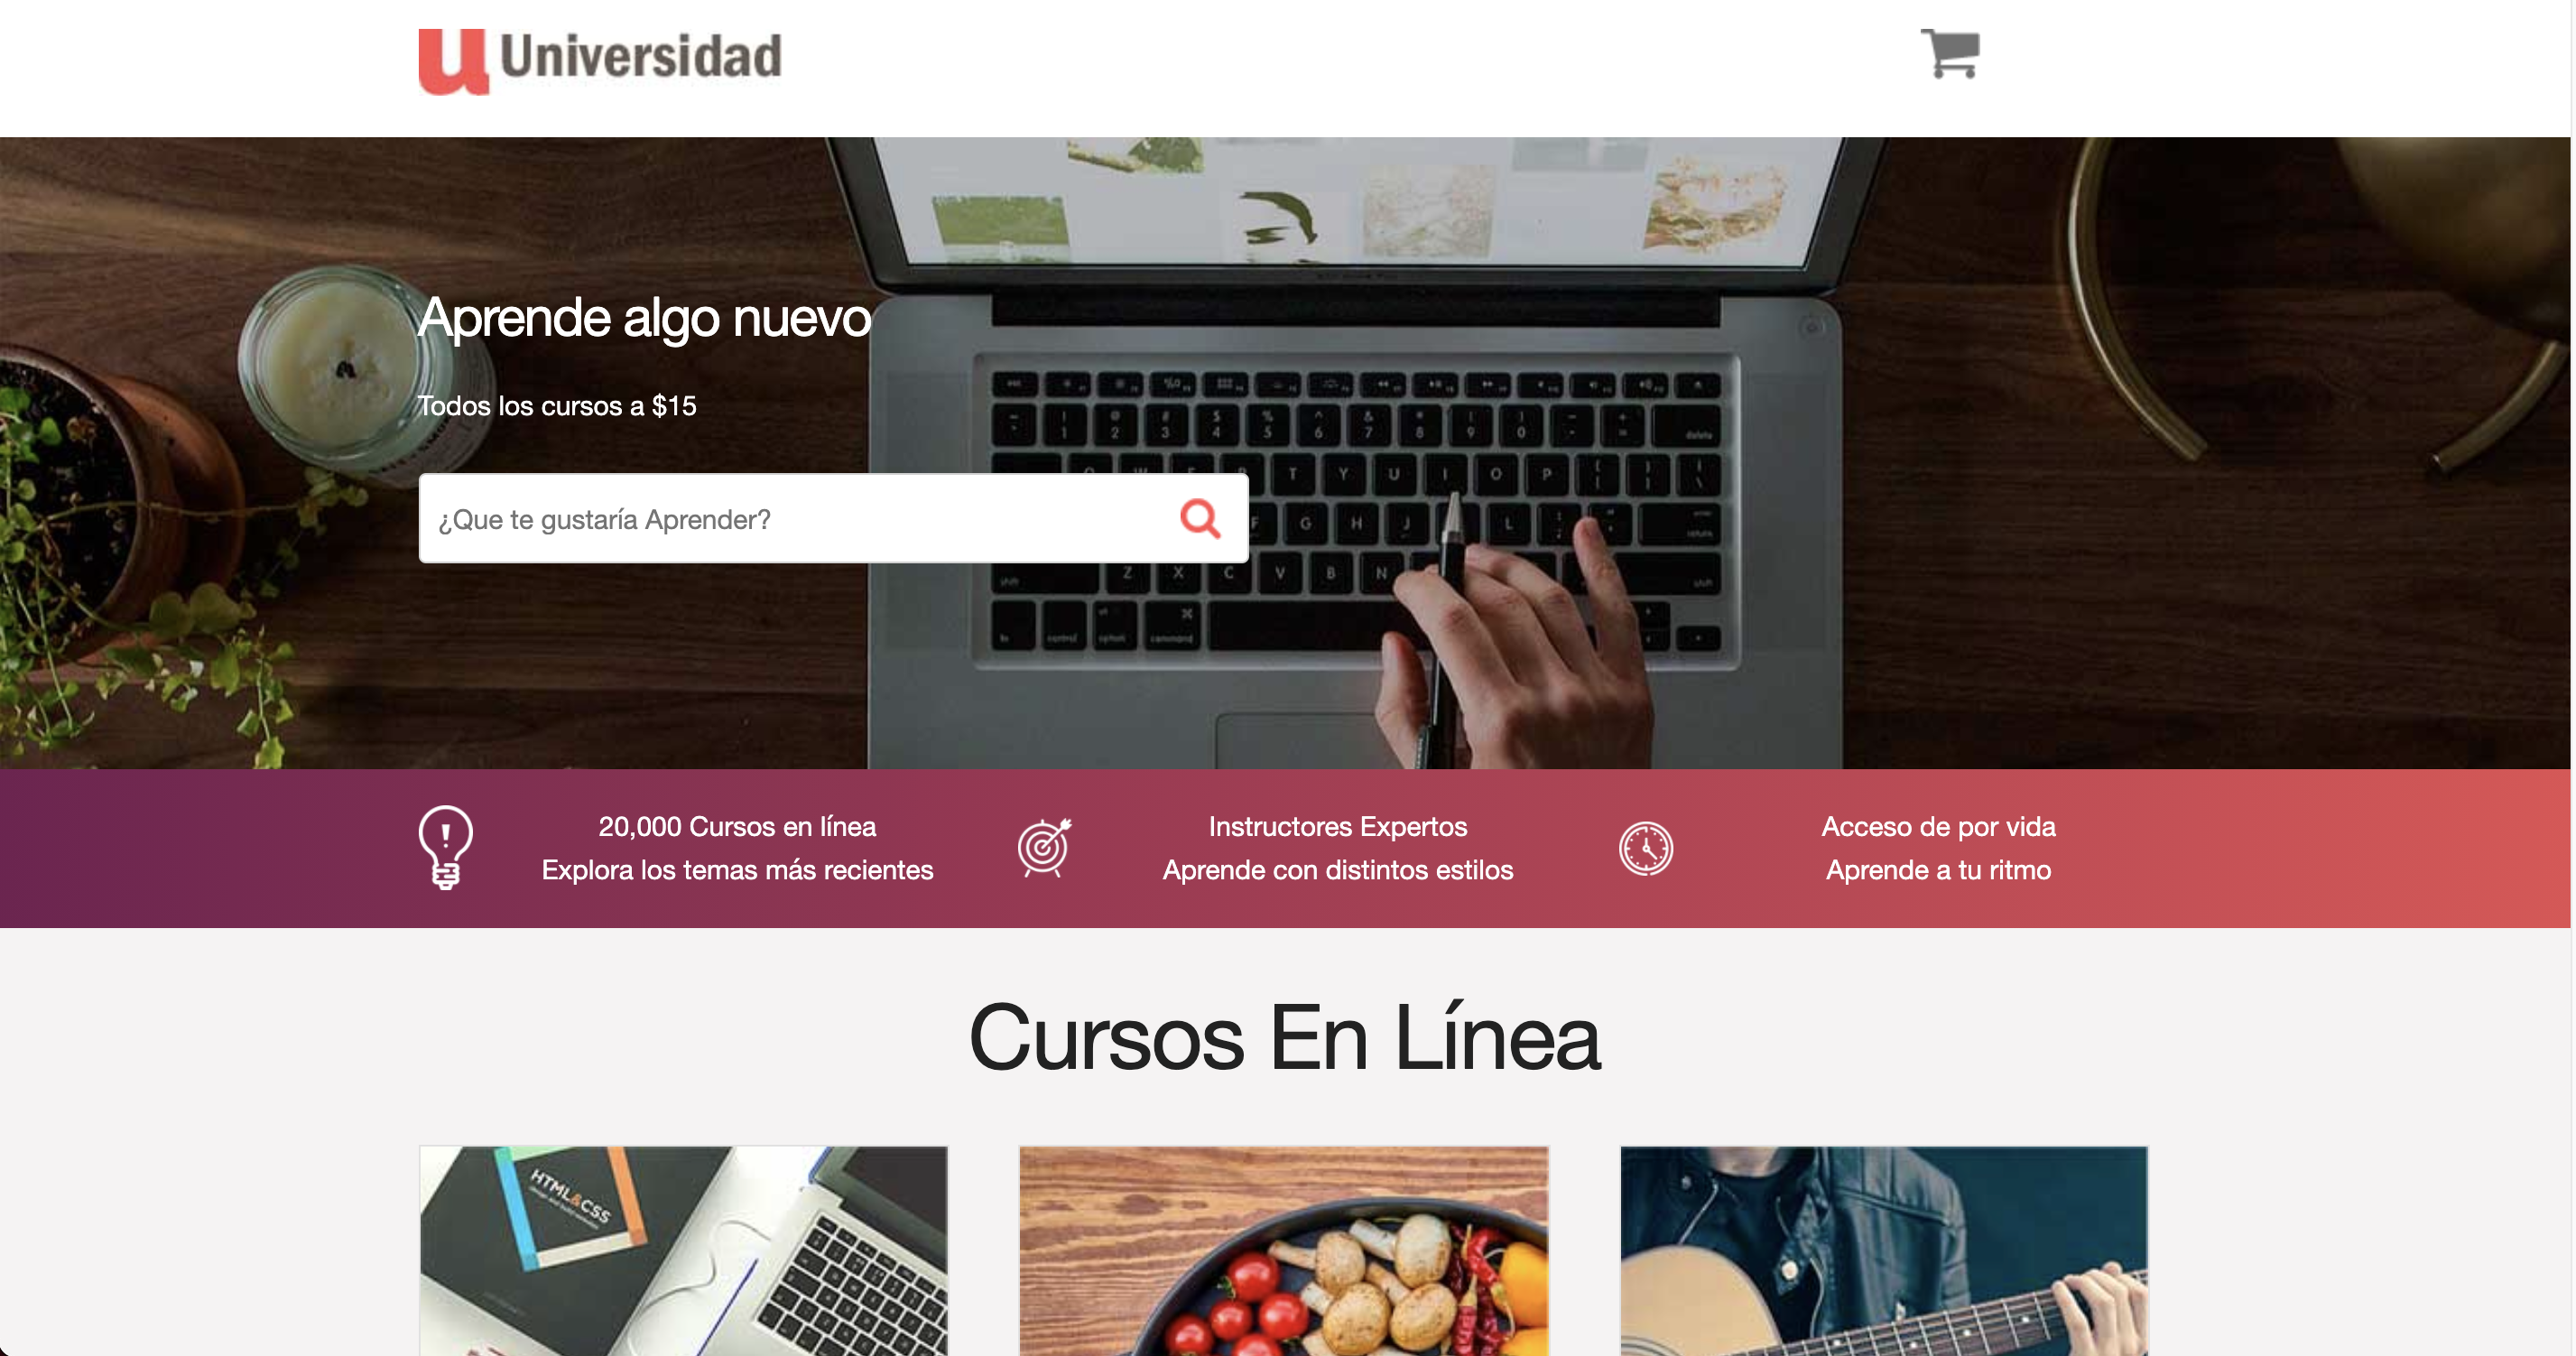 Universidad
Aprende algo nuevo
Todos los cursos a $15
¿Que te gustaría Aprender?
20,000 Cursos en línea
Explora los temas más recientes
Instructores Expertos
Aprende con distintos estilos
Acceso de por vida
Aprende a tu ritmo
Cursos En Línea
HTML&CSS